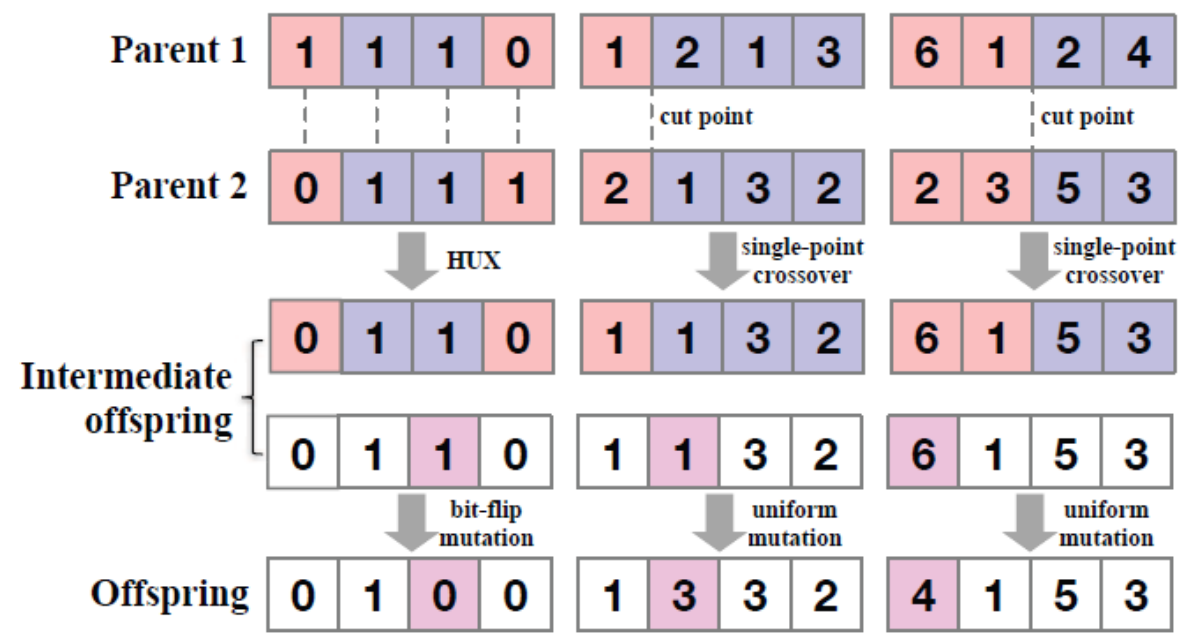 Parent 1 1 1 1 0 1 2 1 3 6 1 2 4
cut point cut point
Parent 2 0 1 1 1 2 1 3 2 2 3 5 3
HUX single-point single-point
crossover crossover
0 1 1 0 1 1 3 2 6 1 5 3
Intermediate
offspring
0 1 1 0 1 1 3 2 6 1 5 3
bit-flip uniform uniform
mutation mutation mutation
Offspring 0 1 0 0 1 3 3 2 4 1 5 3